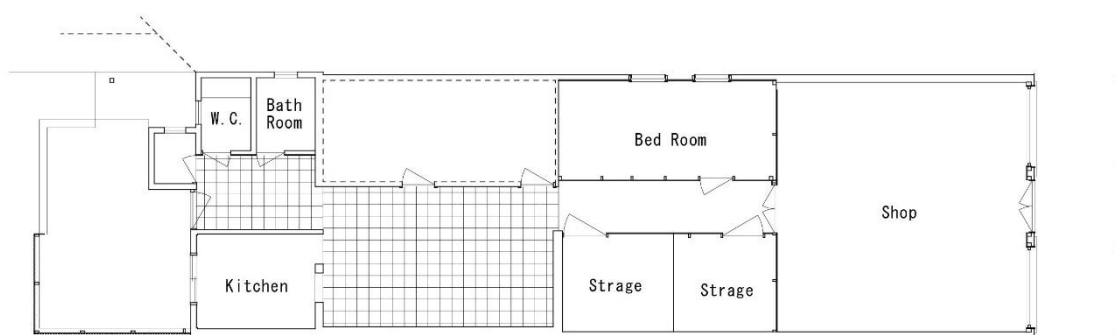 W.C.
Bath
Room
Bed Room
Shop
Kitchen
Strage
Strage